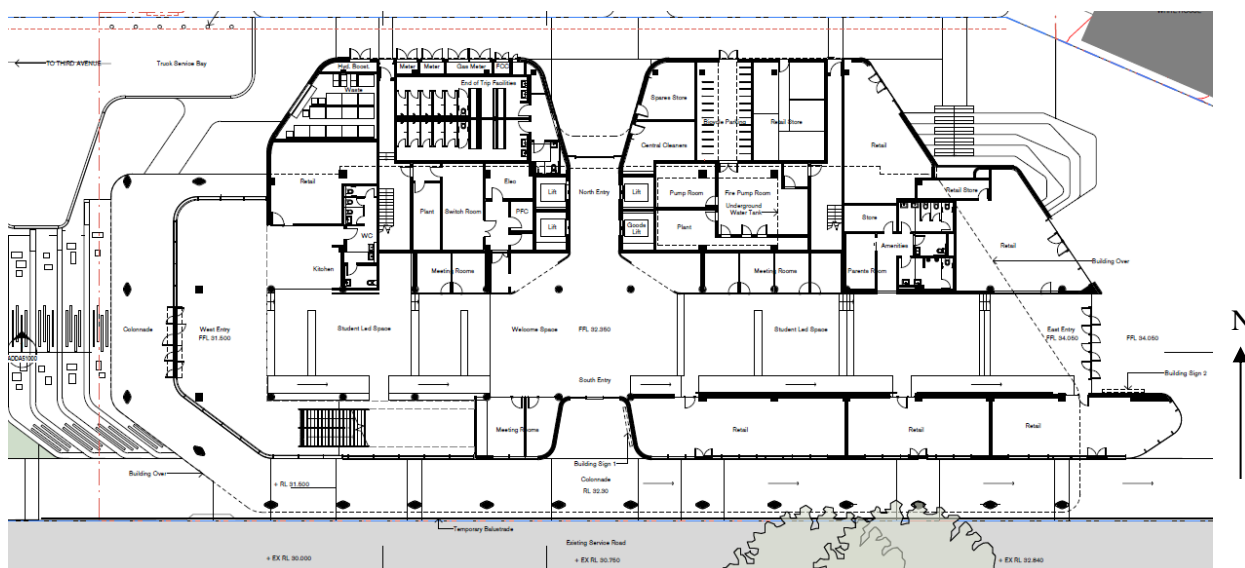 TO THIRD AVENUE
Truck Service Bay
Hyd. Boost.
Meter
Meter
Gas Meter
FCC
Waste
End of Trip Facilities
Spares Store
Bicycle Parking
Retail Store
Central Cleaners
Retail
Retail
Elec
Lift
North Entry
Lift
Pump Room
Fire Pump Room
Retail Store
Plant
Switch Room
PFC
Underground
Water Tank
Store
WC
Lift
Goods
Lift
Plant
Amenities
Retail
Kitchen
Meeting Rooms
Meeting Rooms
Parents Room
Building Over
N
Colonnade
West Entry
FFL 31.500
Student Led Space
Welcome Space
FFL 32.350
Student Led Space
East Entry
FFL 34.050
FFL 34.050
South Entry
Building Sign 2
Meeting Rooms
Retail
Retail
Retail
Building Sign 1
Building Over
+ RL 31.500
Colonnade
RL 32.30
Temporary Balustrade
Existing Service Road
+ EX RL 30.000
+ EX RL 30.750
+ EX RL 32.840